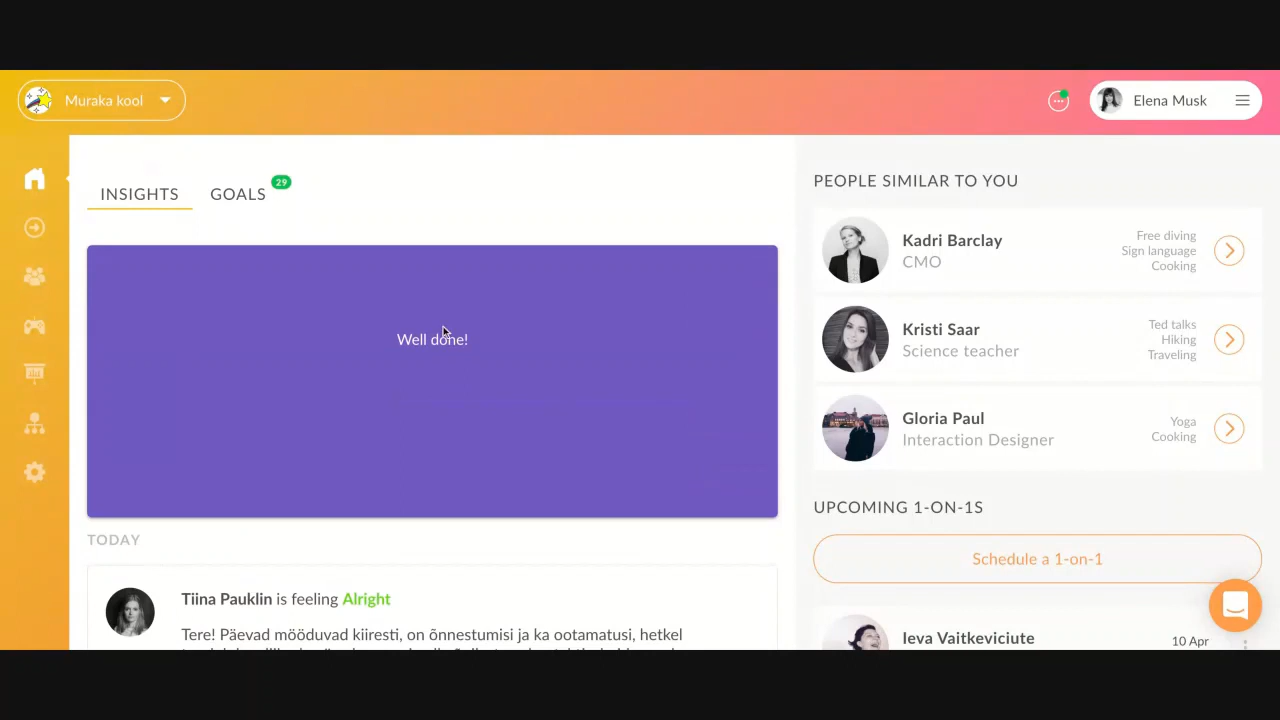 Muraka kool
Elena Musk
INSIGHTS
GOALS
29
Well done!
TODAY
Tiina Pauklin is feeling Alright
Tere! Päevad mööduvad kiiresti, on õnnestumisi ja ka ootamatusi, hetkel
PEOPLE SIMILAR TO YOU
Kadri Barclay
CMO
Free diving
Sign language
Cooking
Kristi Saar
Science teacher
Ted talks
Hiking
Traveling
Gloria Paul
Interaction Designer
Yoga
Cooking
UPCOMING 1-ON-1S
Schedule a 1-on-1
Ieva Vaitkeviciute
10 Apr